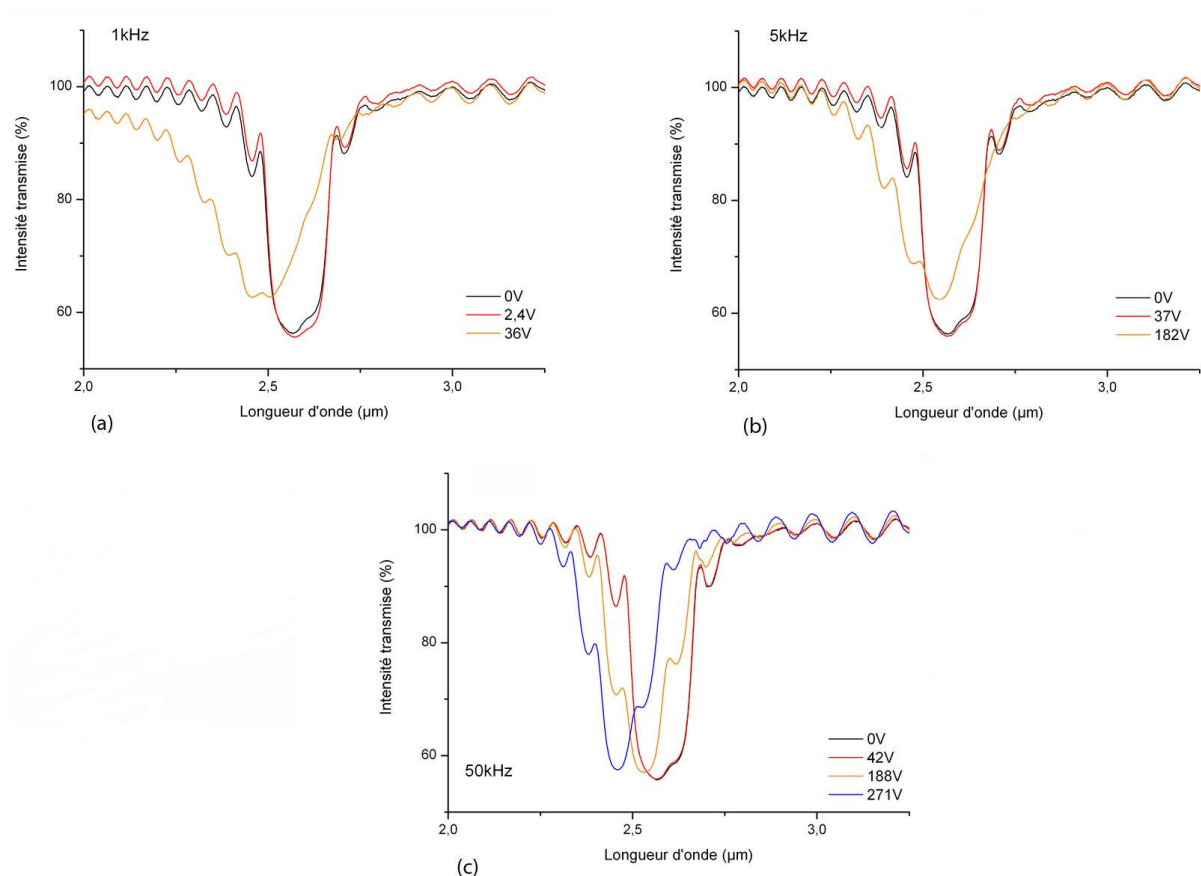 1kHz
100
80
60
Intensité transmise (%)
0V
2,4V
36V
2,0
2,5
3,0
Longueur d'onde (µm)
(a)
5kHz
100
80
60
Intensité transmise (%)
0V
37V
182V
2,0
2,5
3,0
Longueur d'onde (µm)
(b)
100
80
60
Intensité transmise (%)
50kHz
0V
42V
188V
271V
2,0
2,5
3,0
Longueur d'onde (µm)
(c)